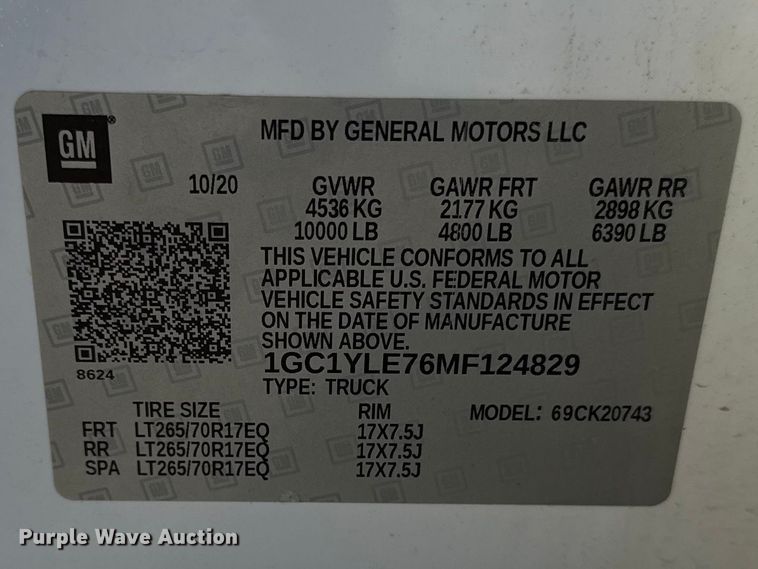 GM®
MFD BY GENERAL MOTORS LLC
10/20 GVWR GAWR FRT GAWR RR
4536 KG 2177 KG 2898 KG
10000 LB 4800 LB 6390 LB
THIS VEHICLE CONFORMS TO ALL
APPLICABLE U.S. FEDERAL MOTOR
VEHICLE SAFETY STANDARDS IN EFFECT
ON THE DATE OF MANUFACTURE
SHOWN ABOVE.
8624
1GC1YLE76MF124829
TYPE: TRUCK
TIRE SIZE RIM MODEL: 69CK20743
FRT LT265/70R17EQ 17X7.5J
RR LT265/70R17EQ 17X7.5J
SPA LT265/70R17EQ 17X7.5J
Purple Wave Auction